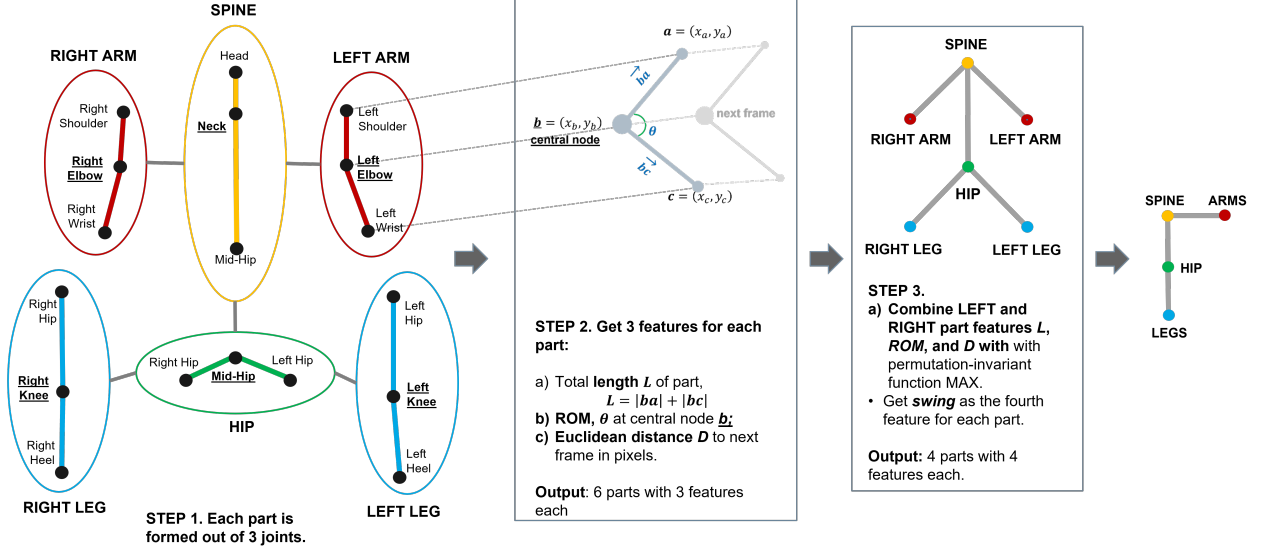 SPINE
RIGHT ARM
LEFT ARM
Head
Right
Shoulder
Neck
Left
Shoulder
Right
Elbow
Left
Elbow
Right
Wrist
Left
Wrist
Mid-Hip
Right
Hip
Left
Hip
Right Hip
Left Hip
Mid-Hip
Right
Knee
Left
Knee
HIP
Right
Heel
Left
Heel
RIGHT LEG
LEFT LEG
STEP 1. Each part is
formed out of 3 joints.
a = (xₐ, yₐ)
ba
b = (x_b, y_b)
central node
θ
next frame
bc
c = (x_c, y_c)
STEP 2. Get 3 features for each
part:
a) Total length L of part,
L = |ba| + |bc|
b) ROM, θ at central node b;
c) Euclidean distance D to next
frame in pixels.
Output: 6 parts with 3 features
each
SPINE
RIGHT ARM
LEFT ARM
HIP
RIGHT LEG
LEFT LEG
STEP 3.
a) Combine LEFT and
RIGHT part features L,
ROM, and D with with
permutation-invariant
function MAX.
• Get swing as the fourth
feature for each part.
Output: 4 parts with 4
features each.
SPINE
ARMS
HIP
LEGS